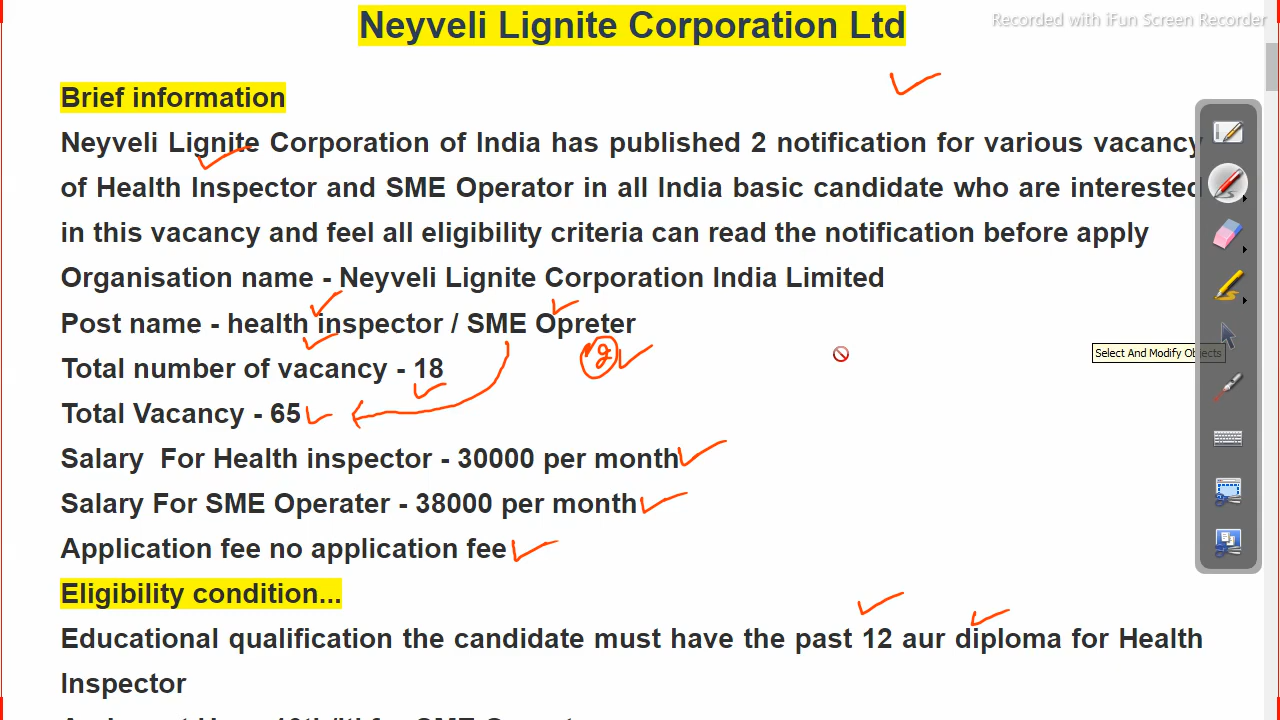 Neyveli Lignite Corporation Ltd
Recorded with iFun Screen Recorder
Brief information
Neyveli Lignite Corporation of India has published 2 notification for various vacancy
of Health Inspector and SME Operator in all India basic candidate who are interested
in this vacancy and feel all eligibility criteria can read the notification before apply
Organisation name - Neyveli Lignite Corporation India Limited
Post name - health inspector / SME Opreter
Total number of vacancy - 18
Select And Modify Objects
Total Vacancy - 65
Salary  For Health inspector - 30000 per month
Salary For SME Operater - 38000 per month
Application fee no application fee
Eligibility condition...
Educational qualification the candidate must have the past 12 aur diploma for Health
Inspector